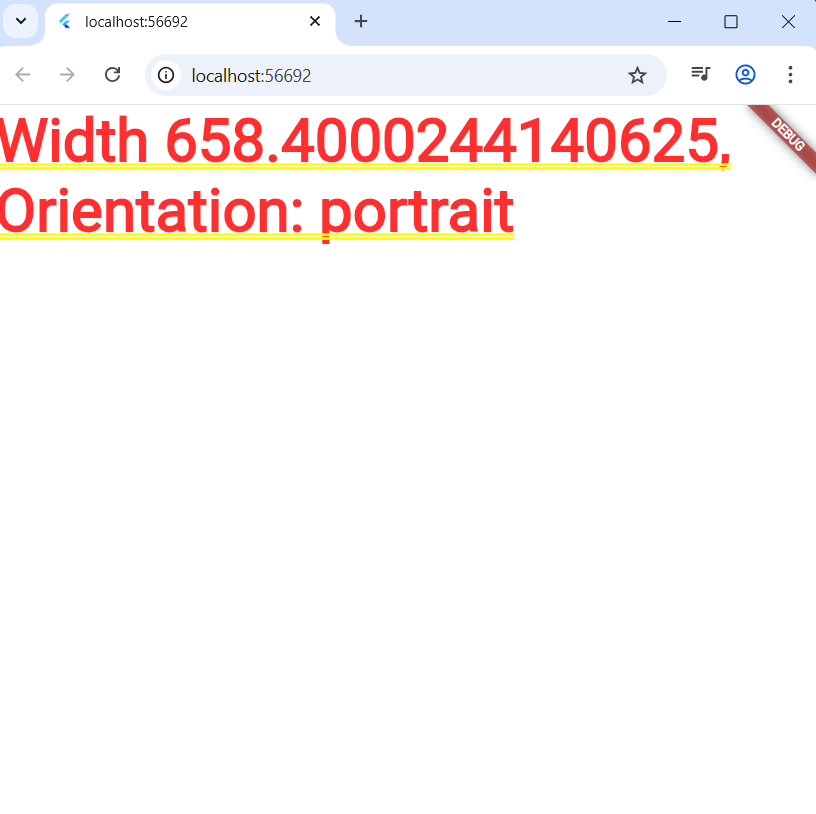 localhost:56692
localhost:56692
Width 658.4000244140625,
Orientation: portrait
DEBUG